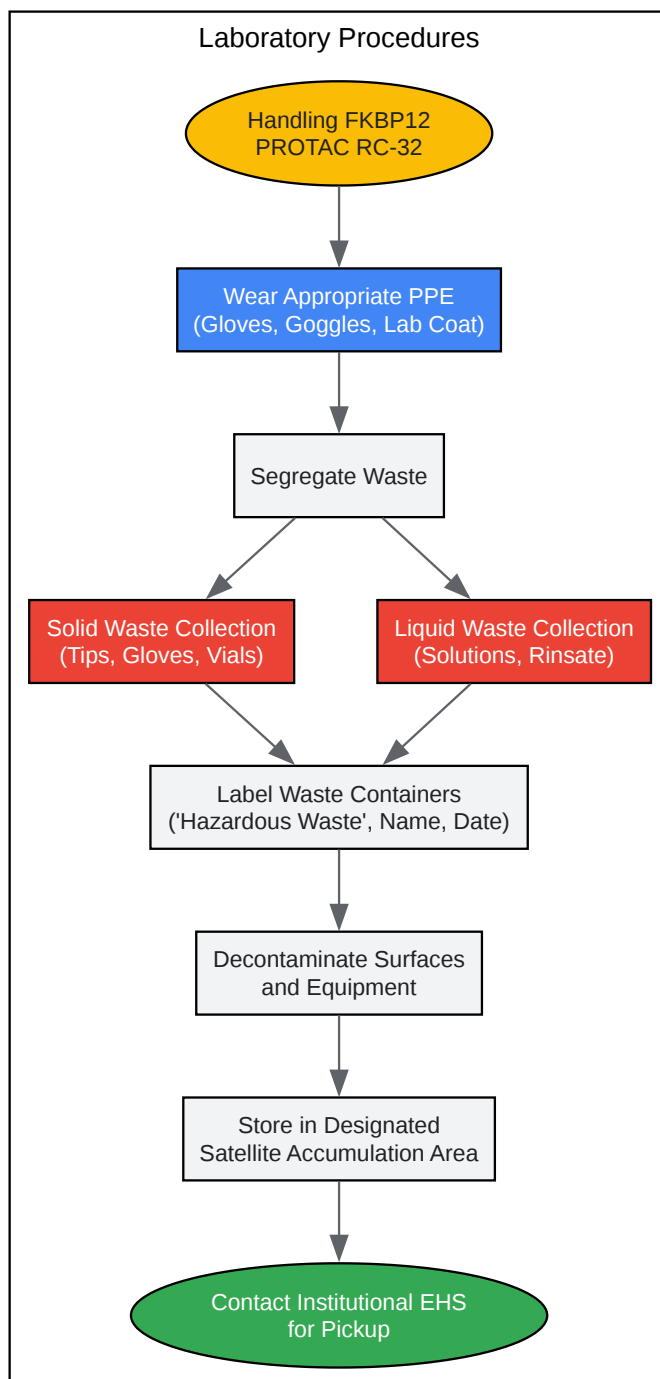 Laboratory Procedures
Handling FKBP12
PROTAC RC-32
Wear Appropriate PPE
(Gloves, Goggles, Lab Coat)
Segregate Waste
Solid Waste Collection
(Tips, Gloves, Vials)
Liquid Waste Collection
(Solutions, Rinsate)
Label Waste Containers
('Hazardous Waste', Name, Date)
Decontaminate Surfaces
and Equipment
Store in Designated
Satellite Accumulation Area
Contact Institutional EHS
for Pickup